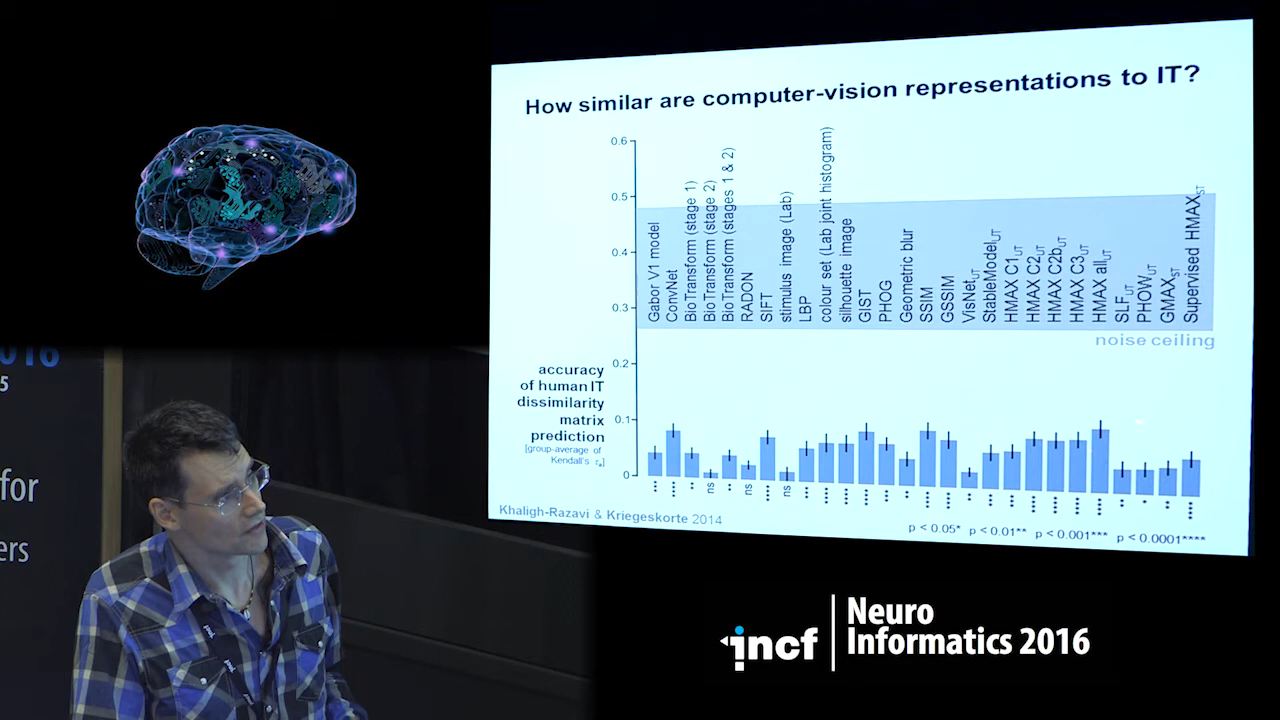 016
5
for
ers
How similar are computer-vision representations to IT?
0.6
0.5
0.4
0.3
0.2
0.1
0
accuracy
of human IT
dissimilarity
matrix
prediction
[group-average of
Kendall's τa]
Gabor V1 model
ConvNet
BioTransform (stage 1)
BioTransform (stage 2)
BioTransform (stages 1 & 2)
RADON
SIFT
stimulus image (Lab)
LBP
colour set (Lab joint histogram)
silhouette image
GIST
PHOG
Geometric blur
SSIM
GSSIM
VisNetUT
StableModelUT
HMAX C1UT
HMAX C2UT
HMAX C2bUT
HMAX C3UT
HMAX allUT
SLFUT
PHOWUT
GMAXST
Supervised HMAXST
noise ceiling
ns
ns
ns
Khaligh-Razavi & Kriegeskorte 2014
p < 0.05* p < 0.01** p < 0.001*** p < 0.0001****
incf
Neuro
Informatics 2016